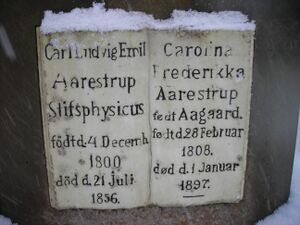 Carl Ludvig Emil
Aarestrup
Stiftsphysicus
født d. 4 Decemb.
1800
död d. 21 Juli
1856.
Carolina
Frederikka
Aarestrup
født Aagaard.
født d. 28 Februar
1808.
død d. 1 Januar
1897.